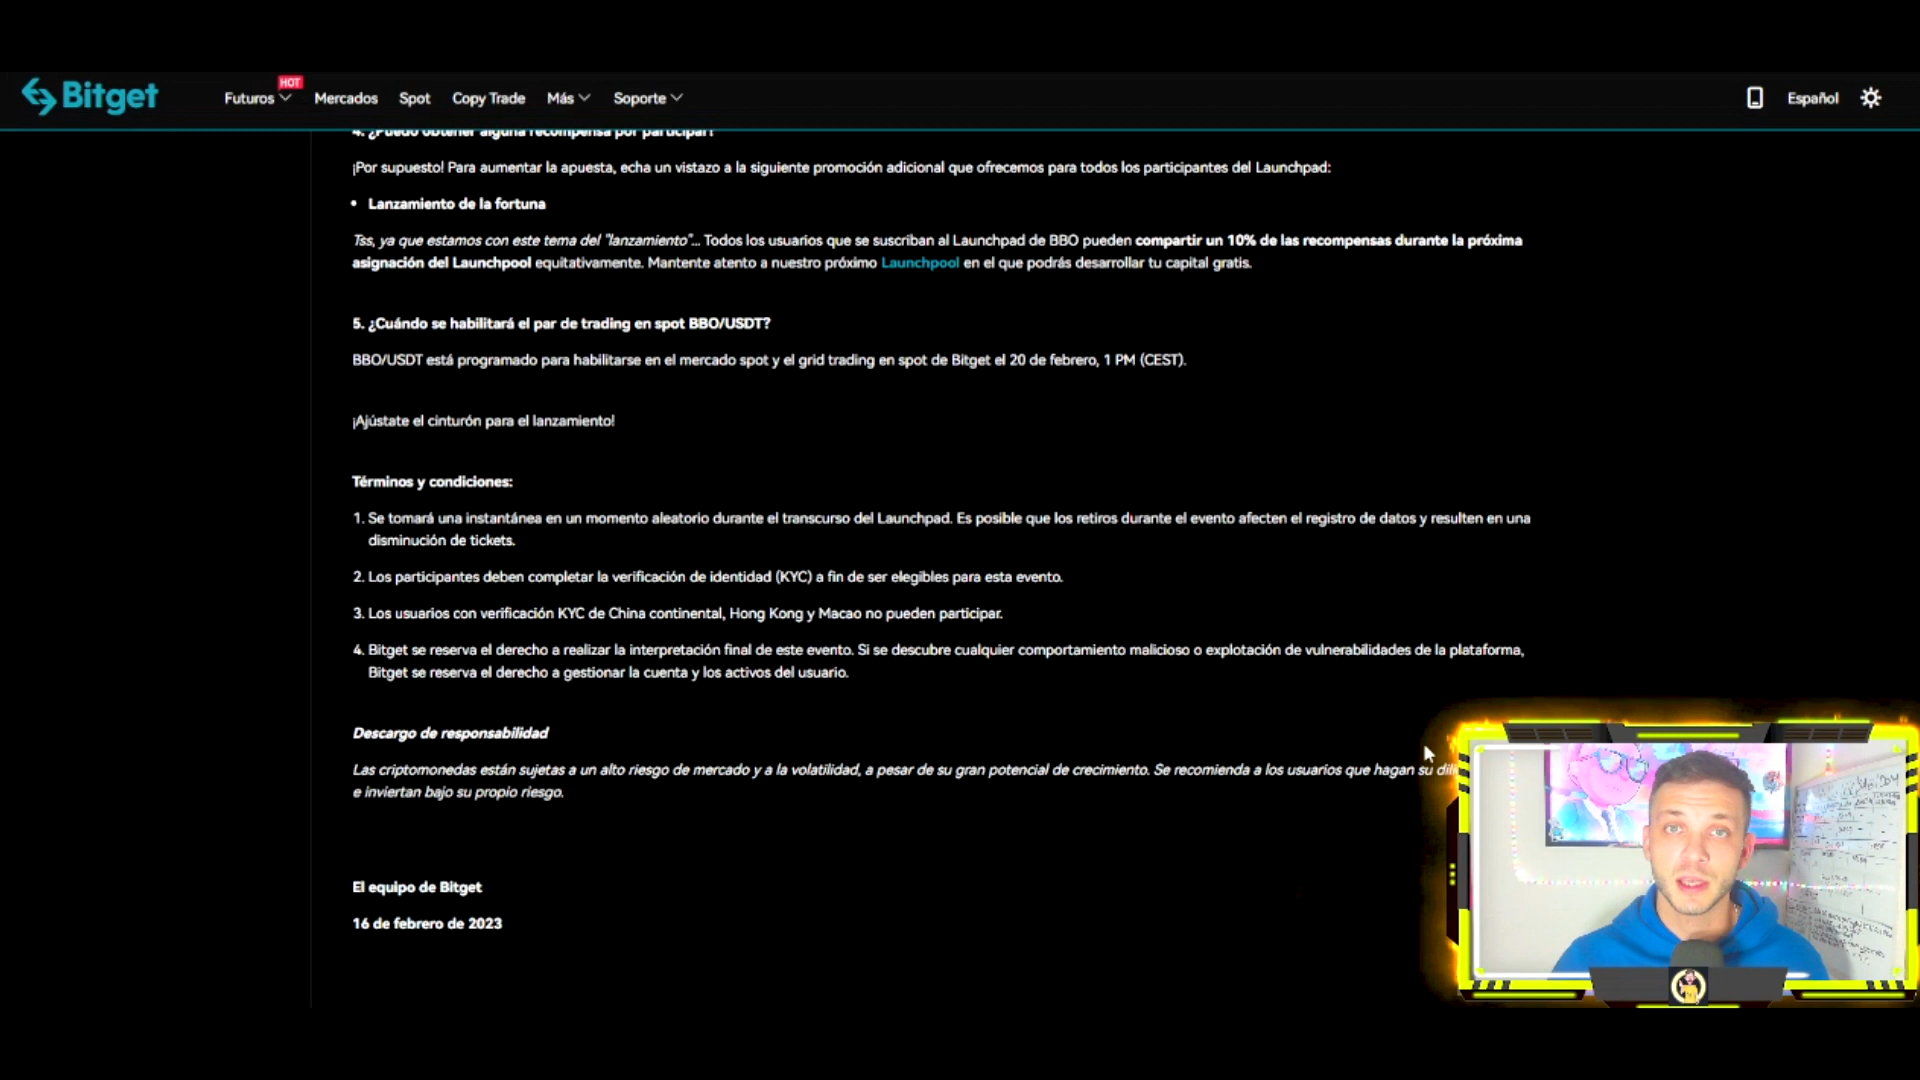 Bitget
HOT
Futuros Mercados Spot Copy Trade Más Soporte Español
4. ¿Puedo obtener alguna recompensa por participar?
¡Por supuesto! Para aumentar la apuesta, echa un vistazo a la siguiente promoción adicional que ofrecemos para todos los participantes del Launchpad:
• Lanzamiento de la fortuna
Tss, ya que estamos con este tema del "lanzamiento"... Todos los usuarios que se suscriban al Launchpad de BBO pueden compartir un 10% de las recompensas durante la próxima
asignación del Launchpool equitativamente. Mantente atento a nuestro próximo Launchpool en el que podrás desarrollar tu capital gratis.
5. ¿Cuándo se habilitará el par de trading en spot BBO/USDT?
BBO/USDT está programado para habilitarse en el mercado spot y el grid trading en spot de Bitget el 20 de febrero, 1 PM (CEST).
¡Ajústate el cinturón para el lanzamiento!
Términos y condiciones:
1. Se tomará una instantánea en un momento aleatorio durante el transcurso del Launchpad. Es posible que los retiros durante el evento afecten el registro de datos y resulten en una
disminución de tickets.
2. Los participantes deben completar la verificación de identidad (KYC) a fin de ser elegibles para esta evento.
3. Los usuarios con verificación KYC de China continental, Hong Kong y Macao no pueden participar.
4. Bitget se reserva el derecho a realizar la interpretación final de este evento. Si se descubre cualquier comportamiento malicioso o explotación de vulnerabilidades de la plataforma,
Bitget se reserva el derecho a gestionar la cuenta y los activos del usuario.
Descargo de responsabilidad
Las criptomonedas están sujetas a un alto riesgo de mercado y a la volatilidad, a pesar de su gran potencial de crecimiento. Se recomienda a los usuarios que hagan su
e inviertan bajo su propio riesgo.
El equipo de Bitget
16 de febrero de 2023